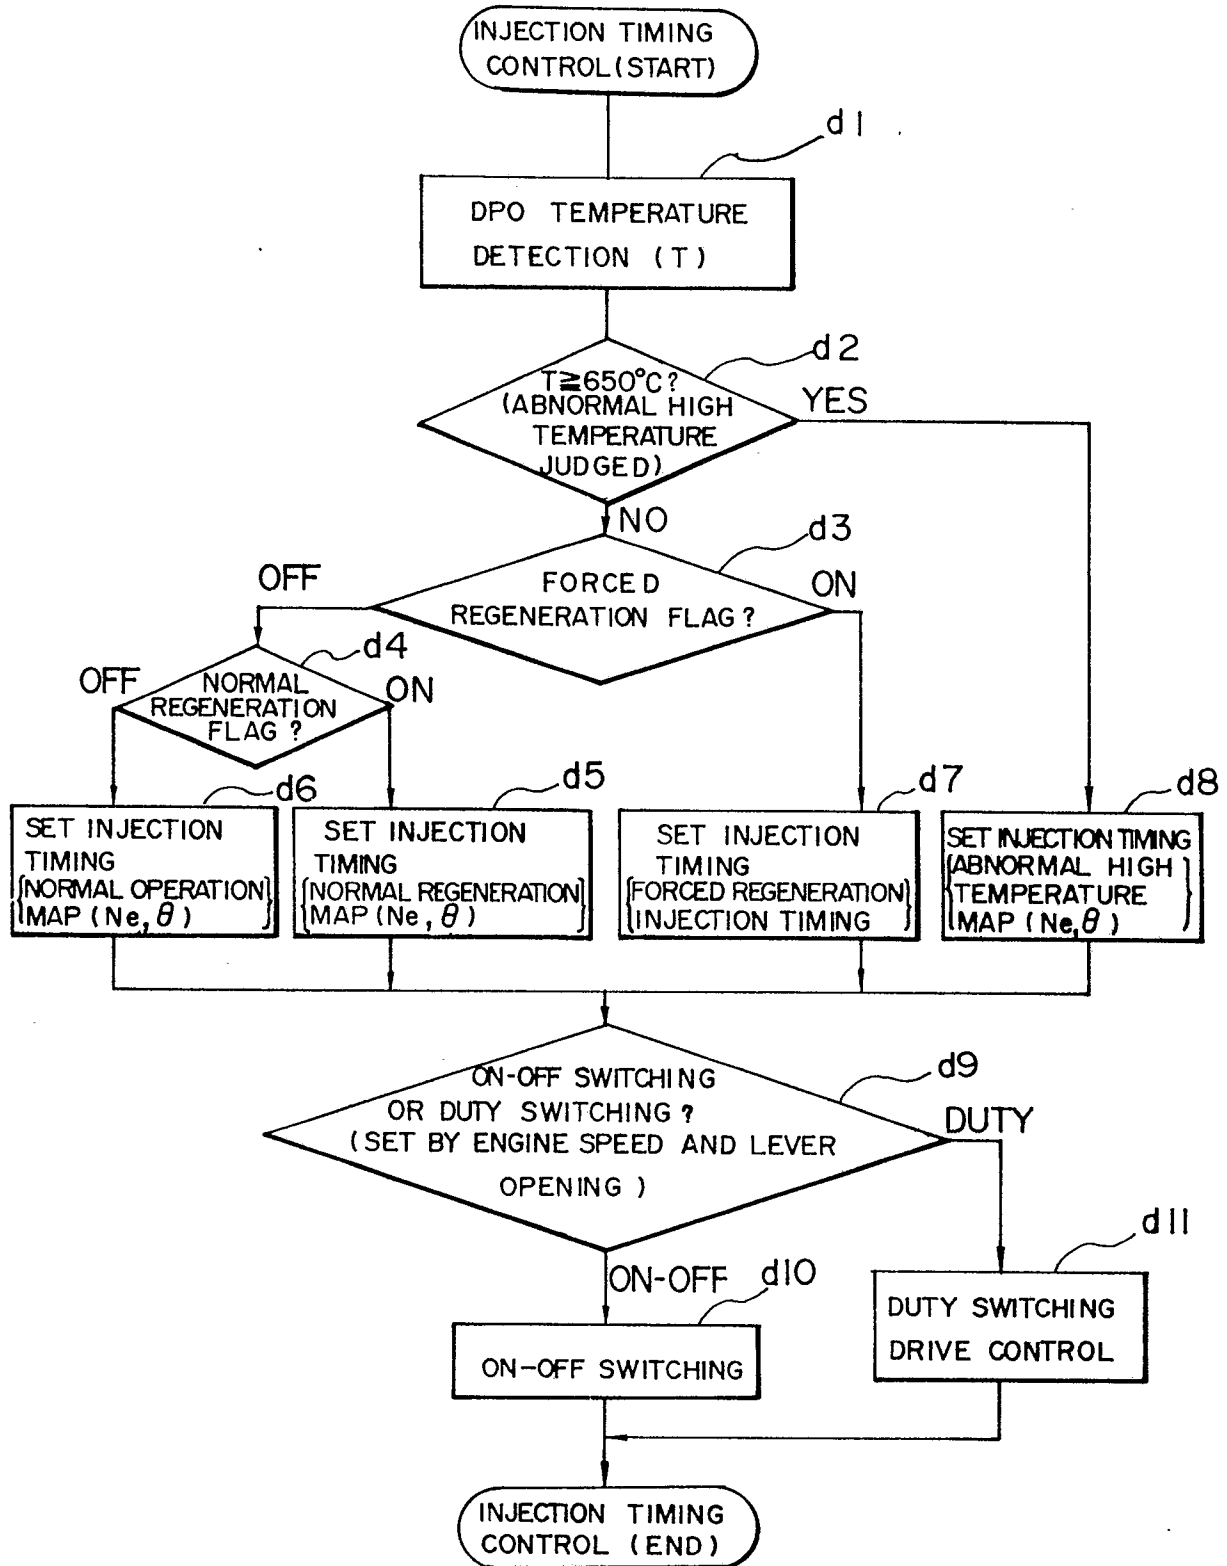 INJECTION TIMING
CONTROL (START)
d1
DPO TEMPERATURE
DETECTION (T)
d2
T≧650°C?
(ABNORMAL HIGH
TEMPERATURE
JUDGED)
YES
NO
d3
FORCED
REGENERATION FLAG?
OFF
ON
d4
NORMAL
REGENERATION
FLAG?
OFF
ON
d6
SET INJECTION
TIMING
{NORMAL OPERATION}
MAP (Ne, θ)
d5
SET INJECTION
TIMING
{NORMAL REGENERATION}
MAP (Ne, θ)
d7
SET INJECTION
TIMING
{FORCED REGENERATION}
INJECTION TIMING
d8
SET INJECTION TIMING
{ABNORMAL HIGH}
TEMPERATURE
MAP (Ne, θ)
d9
ON-OFF SWITCHING
OR DUTY SWITCHING?
(SET BY ENGINE SPEED AND LEVER
OPENING)
DUTY
ON-OFF
d10
ON-OFF SWITCHING
d11
DUTY SWITCHING
DRIVE CONTROL
INJECTION TIMING
CONTROL (END)